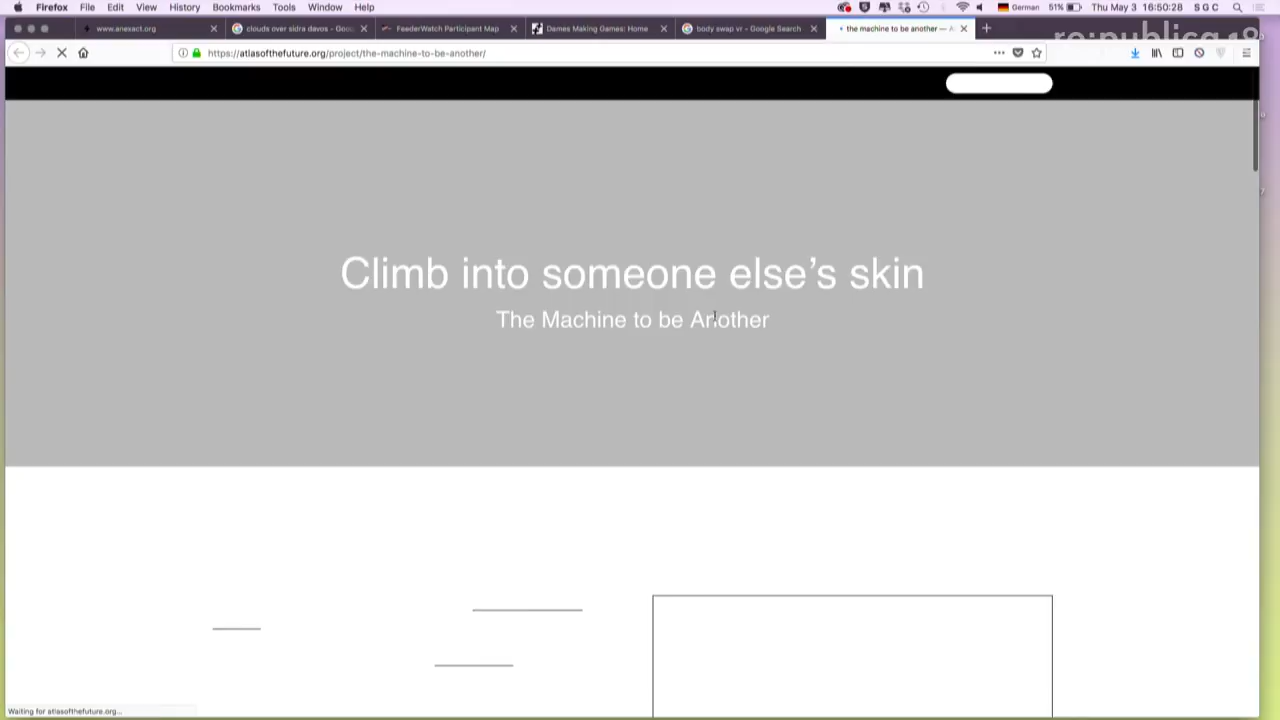 Firefox File Edit View History Bookmarks Tools Window Help German 51% Thu May 3 16:50:28 S G C
www.anexact.org clouds over sidra davos - Goo FeederWatch Participant Map Dames Making Games: Home body swap vr - Google Search the machine to be another —
re:publica 18
https://atlasofthefuture.org/project/the-machine-to-be-another/
Climb into someone else's skin
The Machine to be Another
Waiting for atlasofthefuture.org...